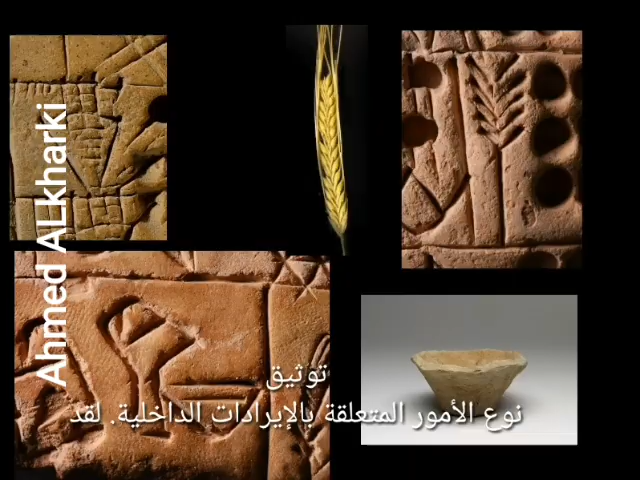 Ahmed ALkharki
توثيق
نوع الأمور المتعلقة بالإيرادات الداخلية. لقد